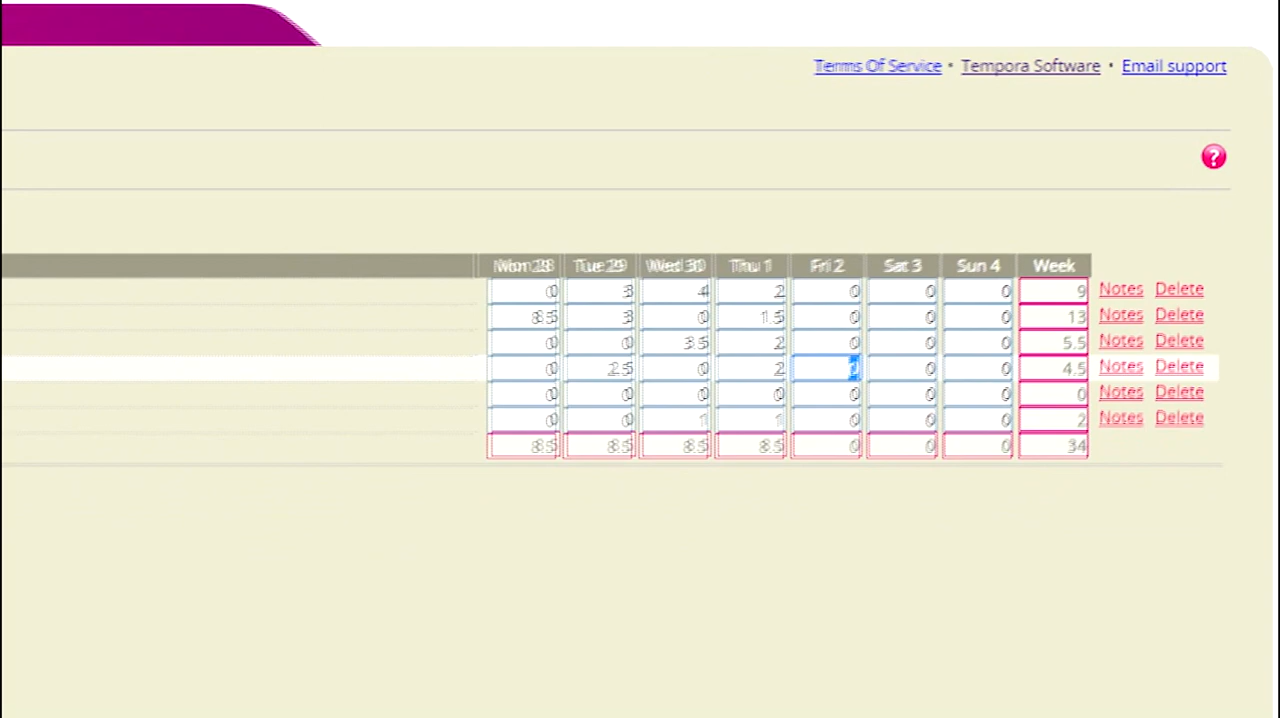 Terms Of Service • Tempora Software • Email support
?
Mon 28 Tue 29 Wed 30 Thu 1 Fri 2 Sat 3 Sun 4 Week
0 3 4 2 0 0 0 9 Notes Delete
8.5 3 0 1.5 0 0 0 13 Notes Delete
0 0 3.5 2 0 0 0 5.5 Notes Delete
0 2.5 0 2 0 0 0 4.5 Notes Delete
0 0 0 0 0 0 0 0 Notes Delete
0 0 1 1 0 0 0 2 Notes Delete
8.5 8.5 8.5 8.5 0 0 0 34